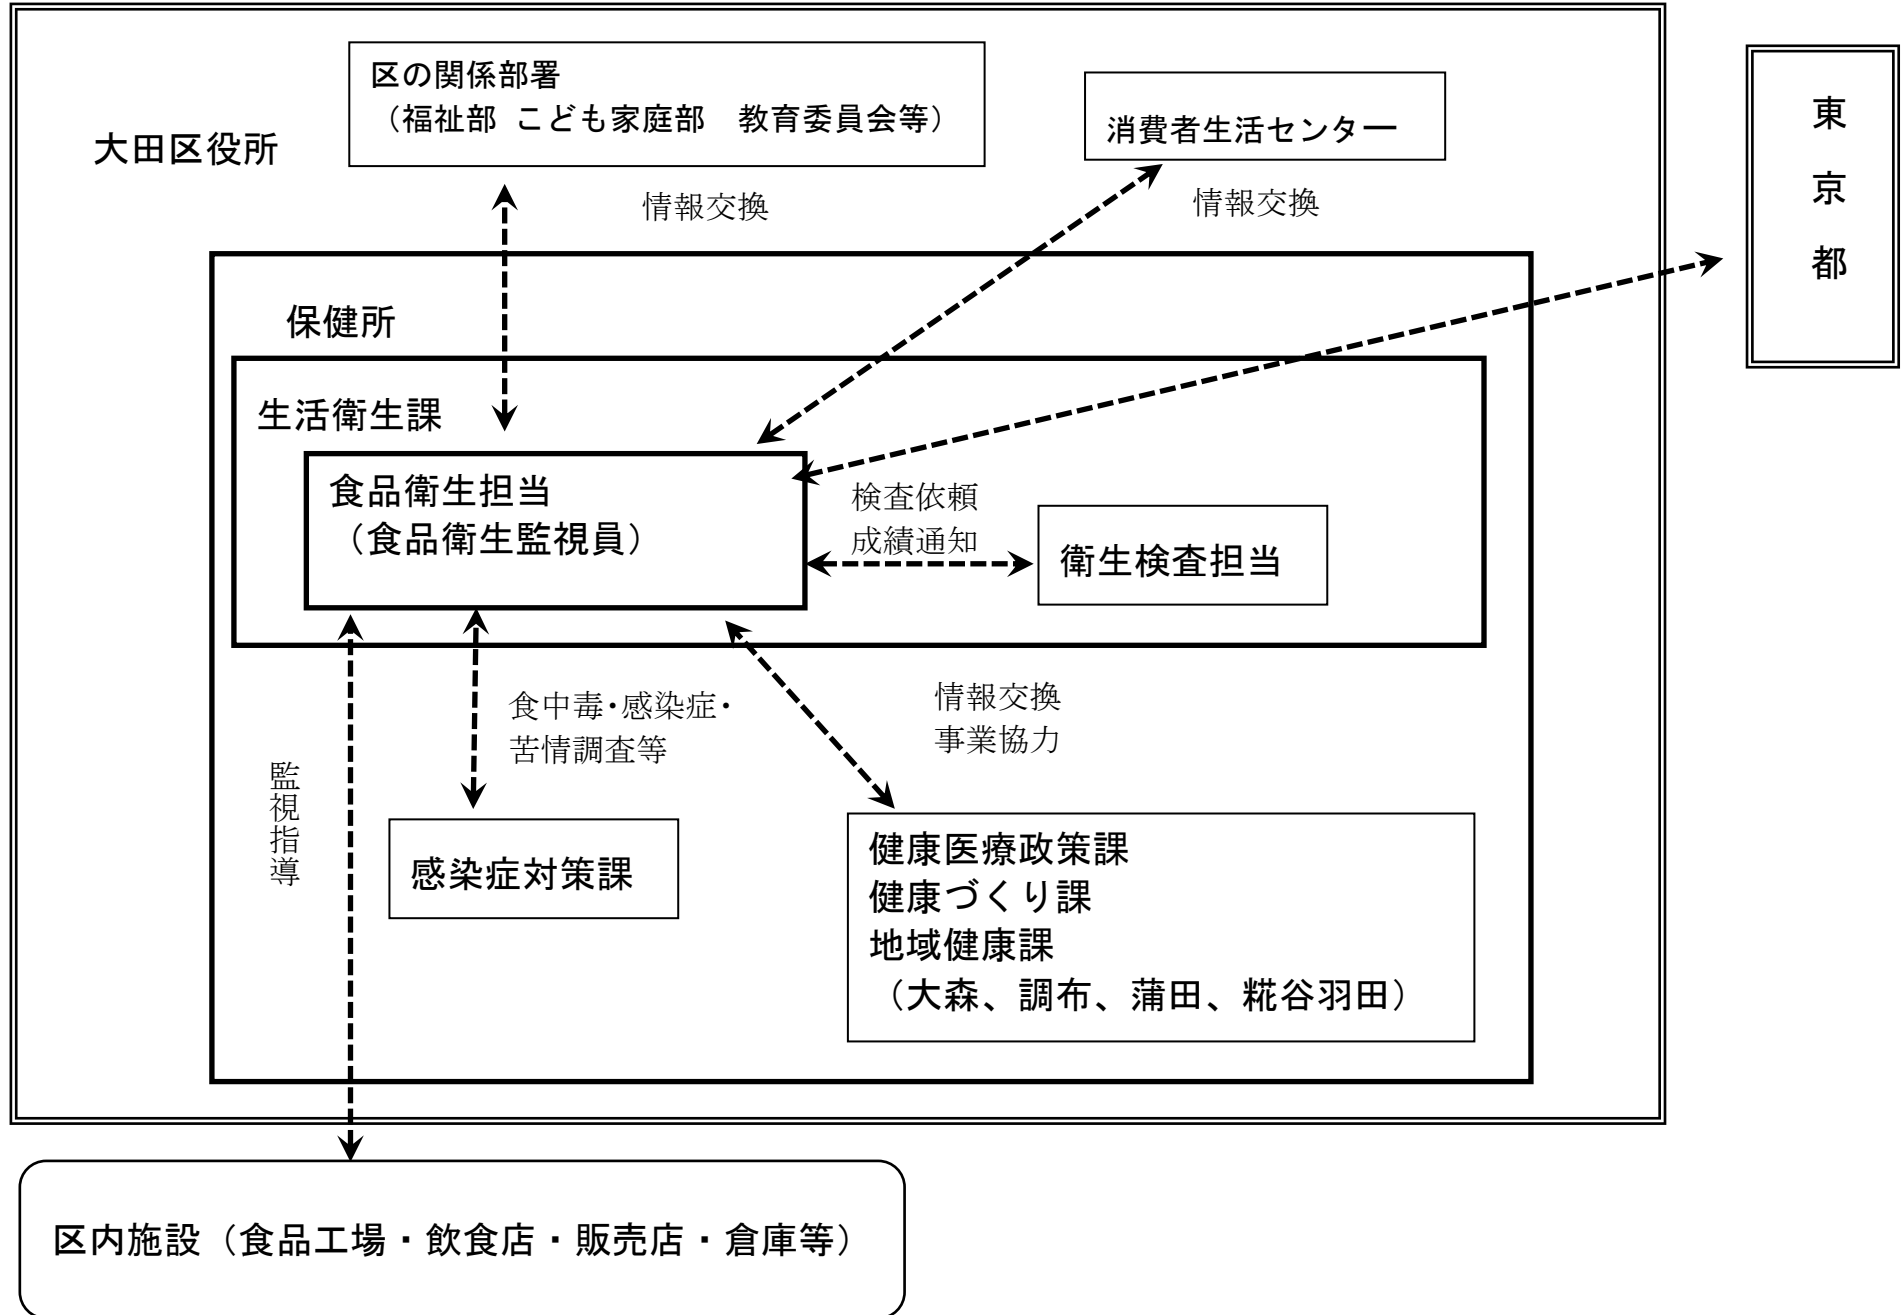 大田区役所
区の関係部署
（福祉部 こども家庭部　教育委員会等）
消費者生活センター
東京都
情報交換
情報交換
保健所
生活衛生課
食品衛生担当
（食品衛生監視員）
検査依頼
成績通知
衛生検査担当
食中毒・感染症・
苦情調査等
情報交換
事業協力
監視指導
感染症対策課
健康医療政策課
健康づくり課
地域健康課
（大森、調布、蒲田、糀谷羽田）
区内施設（食品工場・飲食店・販売店・倉庫等）